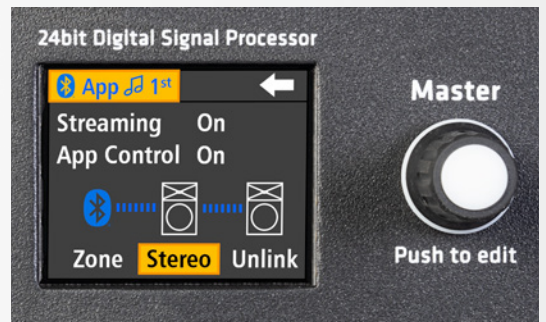 24bit Digital Signal Processor
App 1st
Streaming On
App Control On
Zone Stereo Unlink
Master
Push to edit